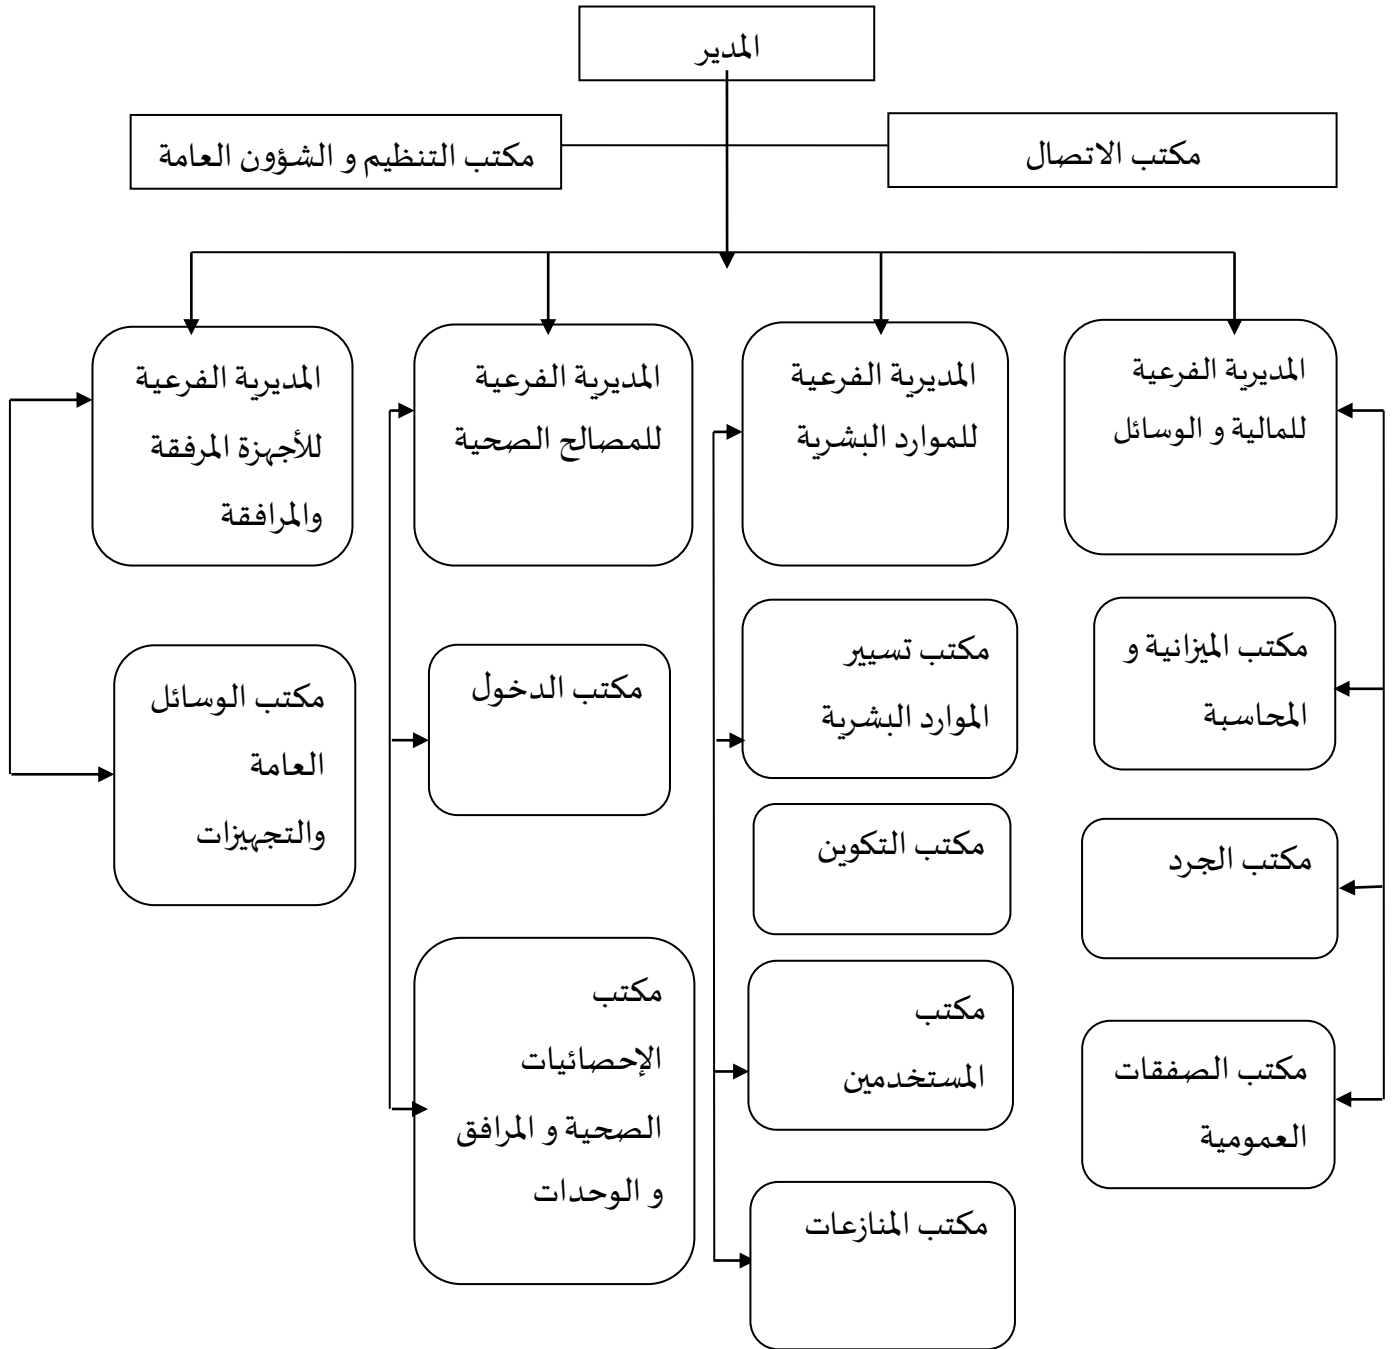 المدير
مكتب الاتصال
مكتب التنظيم و الشؤون العامة
المديرية الفرعية
للمالية و الوسائل
المديرية الفرعية
للموارد البشرية
المديرية الفرعية
للمصالح الصحية
المديرية الفرعية
للأجهزة المرفقة
والمرافقة
مكتب الميزانية و
المحاسبة
مكتب الجرد
مكتب الصفقات
العمومية
مكتب تسيير
الموارد البشرية
مكتب التكوين
مكتب
المستخدمين
مكتب المنازعات
مكتب الدخول
مكتب
الإحصائيات
الصحية و المرافق
و الوحدات
مكتب الوسائل
العامة
والتجهيزات